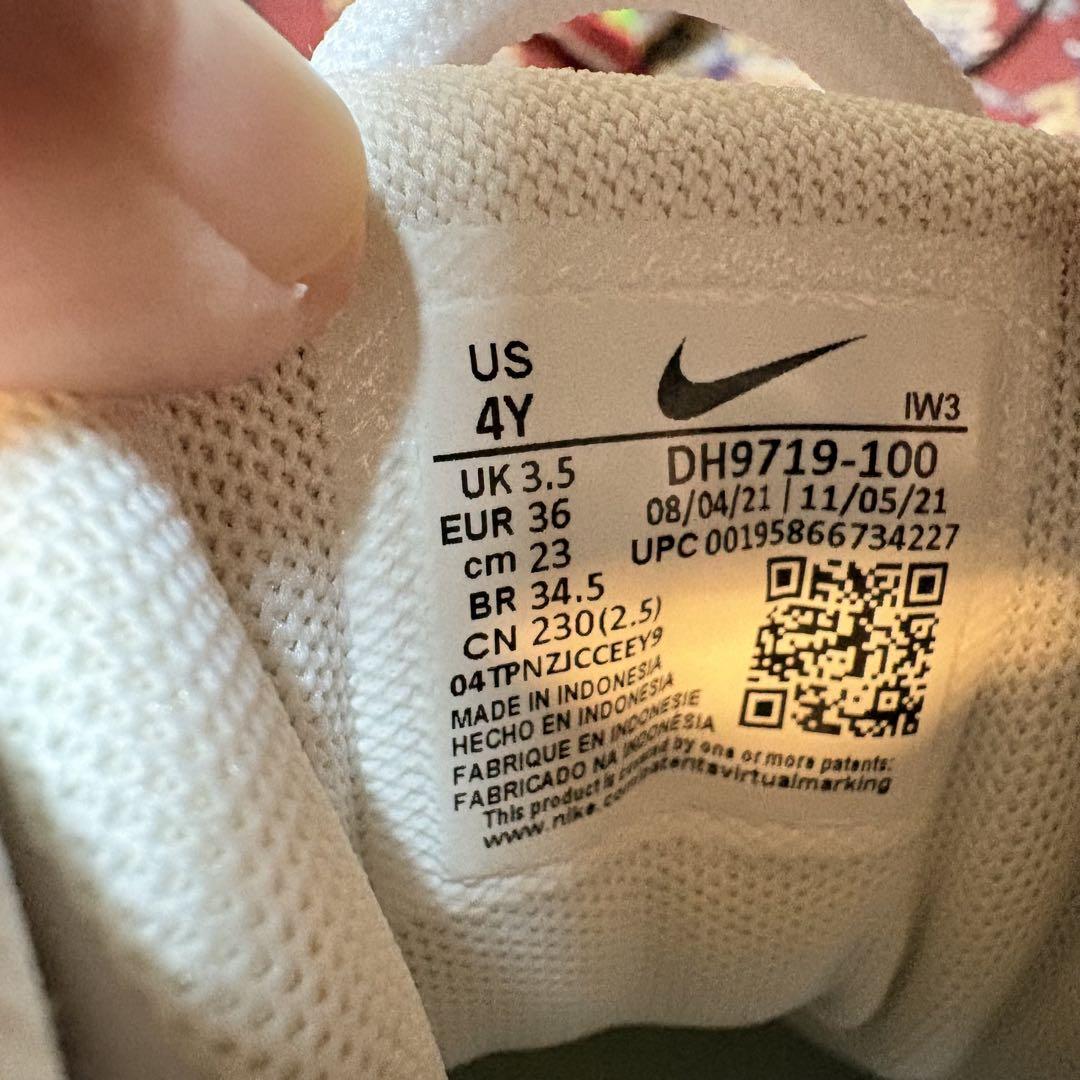 US
4Y
IW3
UK 3.5
EUR 36
cm 23
BR 34.5
CN 230(2.5)
DH9719-100
08/04/21 | 11/05/21
UPC 00195866734227
04TPNZJCCEEY9
MADE IN INDONESIA
HECHO EN INDONESIA
FABRIQUE EN INDONESIE
FABRICADO NA INDONÉSIA
This product is covered by one or more patents:
www.nike.com/patentsvirtualmarking